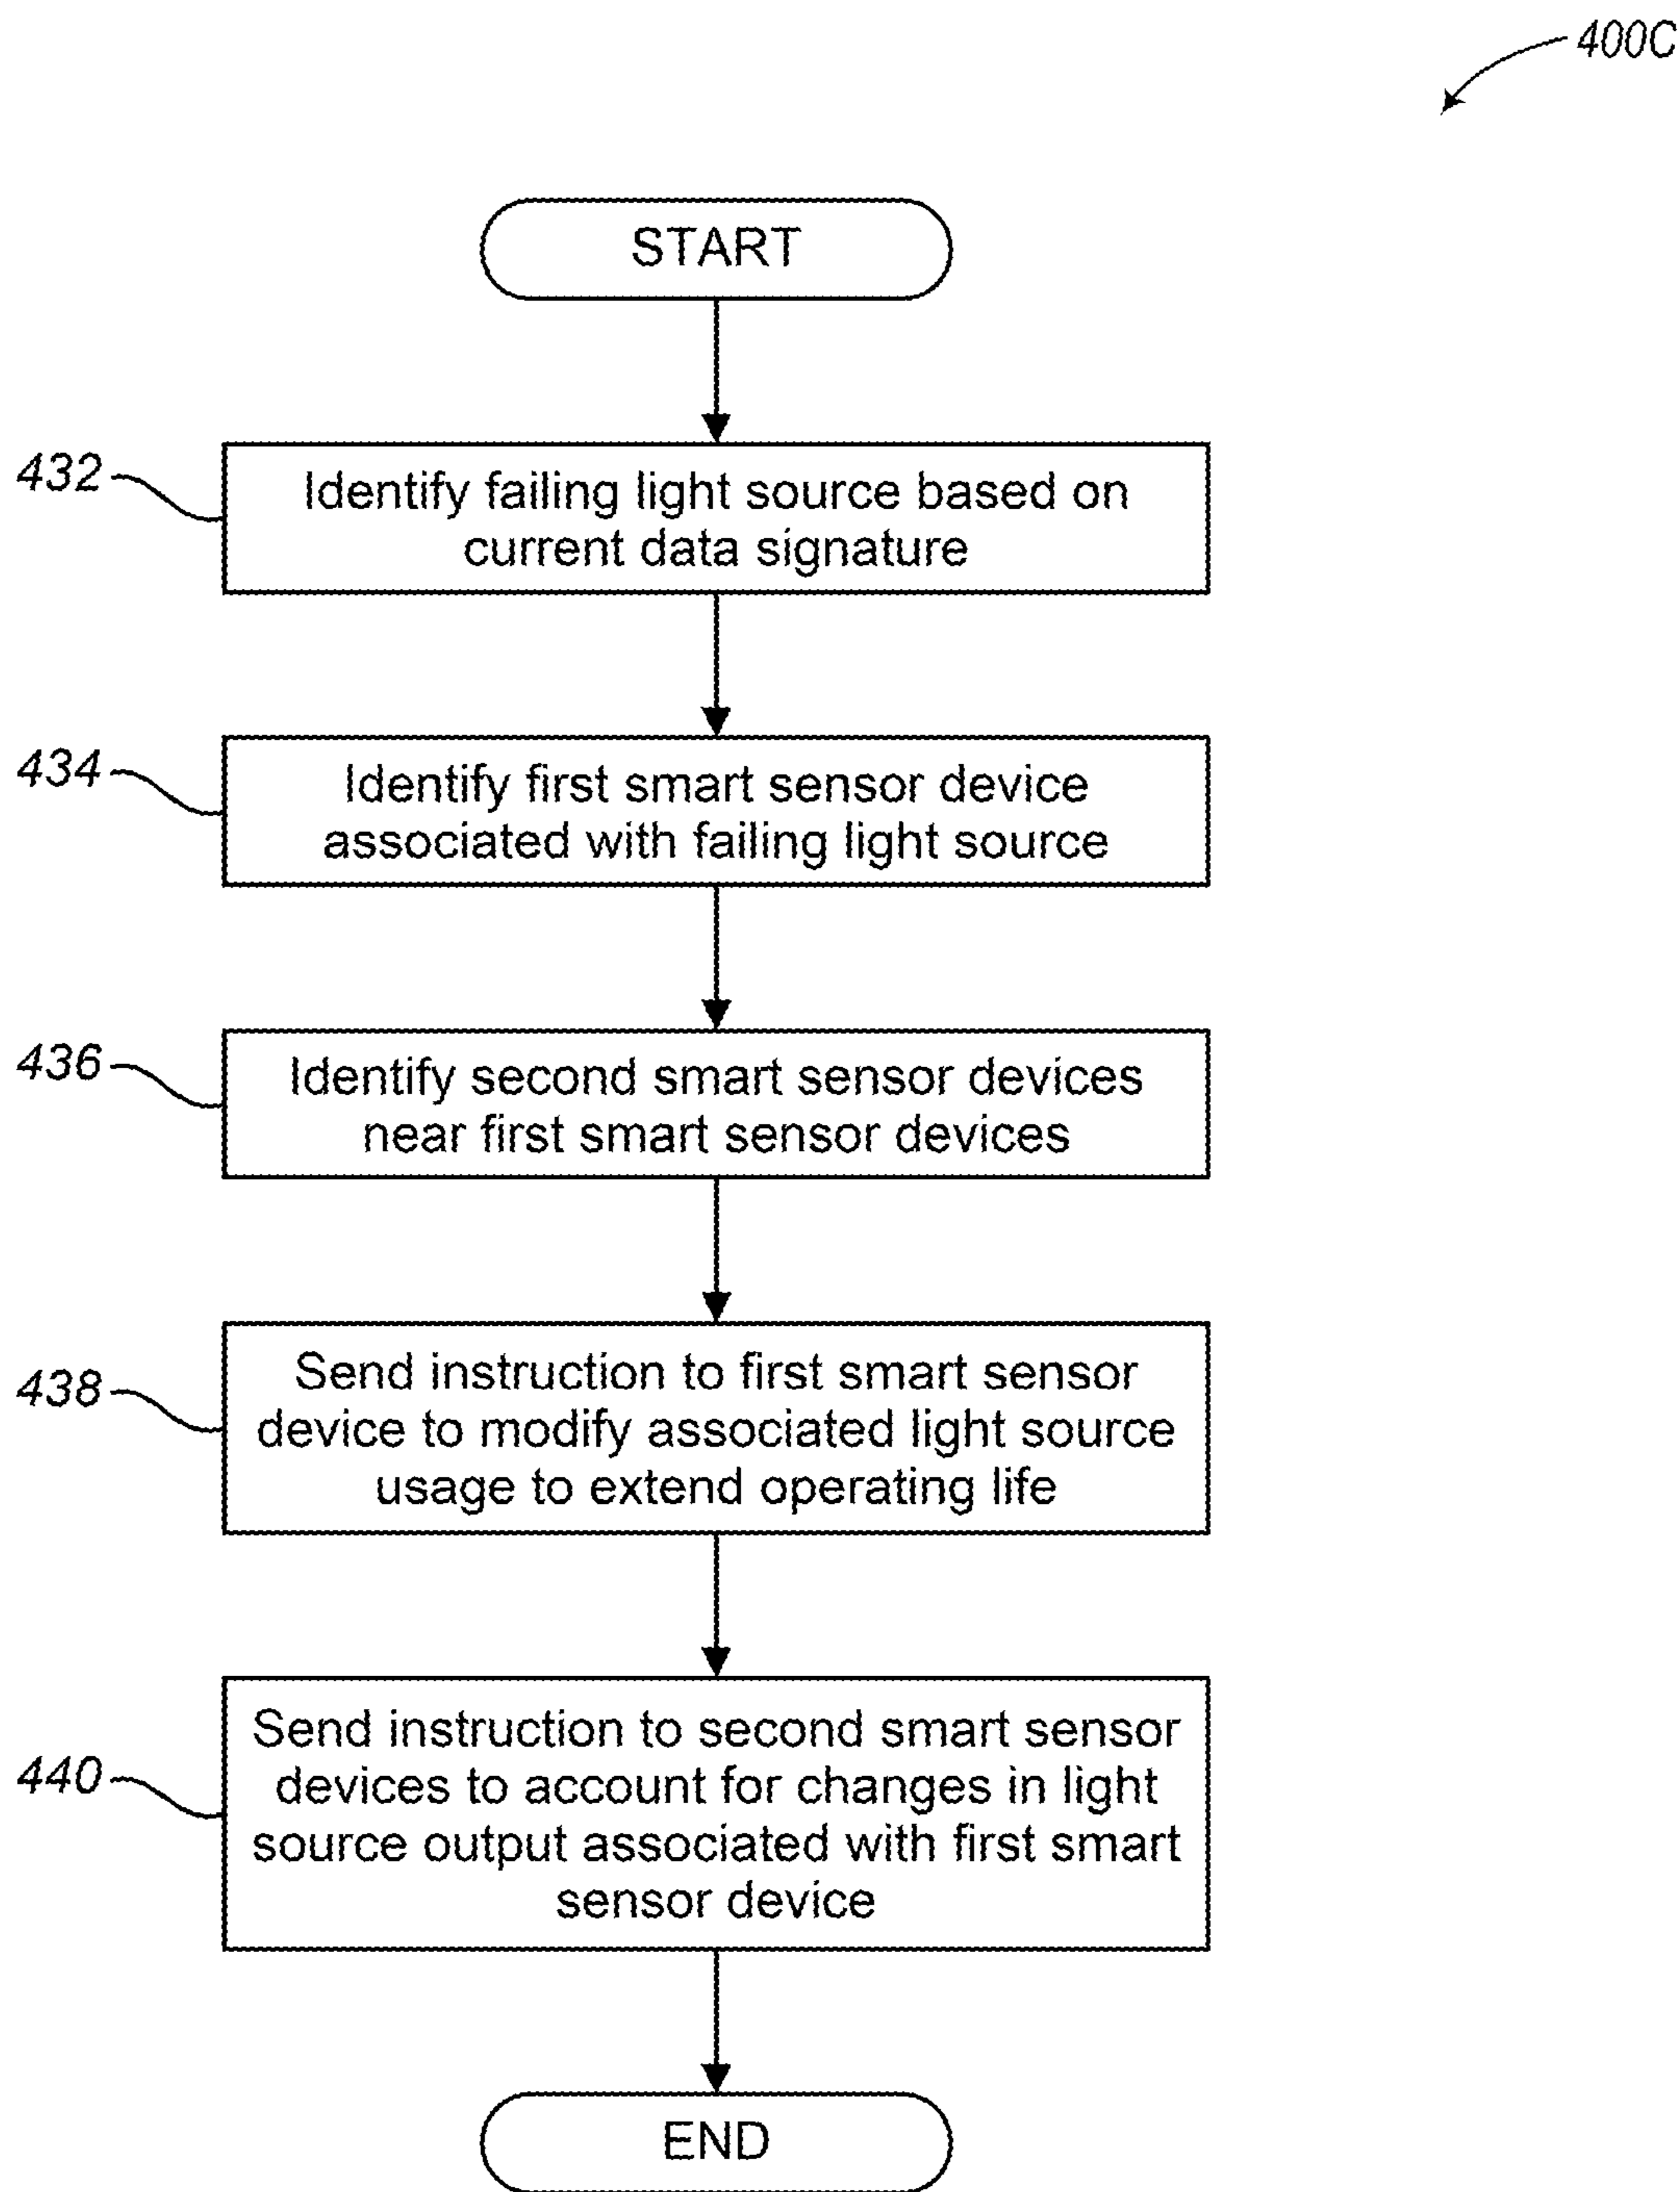 400C
START
432
Identify failing light source based on
current data signature
434
Identify first smart sensor device
associated with failing light source
436
Identify second smart sensor devices
near first smart sensor devices
438
Send instruction to first smart sensor
device to modify associated light source
usage to extend operating life
440
Send instruction to second smart sensor
devices to account for changes in light
source output associated with first smart
sensor device
END